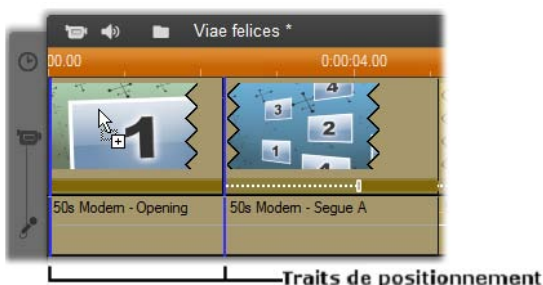 Viae felices *
00.00
0:00:04.00
1
3
4
2
1
4
50s Modern - Opening
50s Modern - Segue A
Traits de positionnement